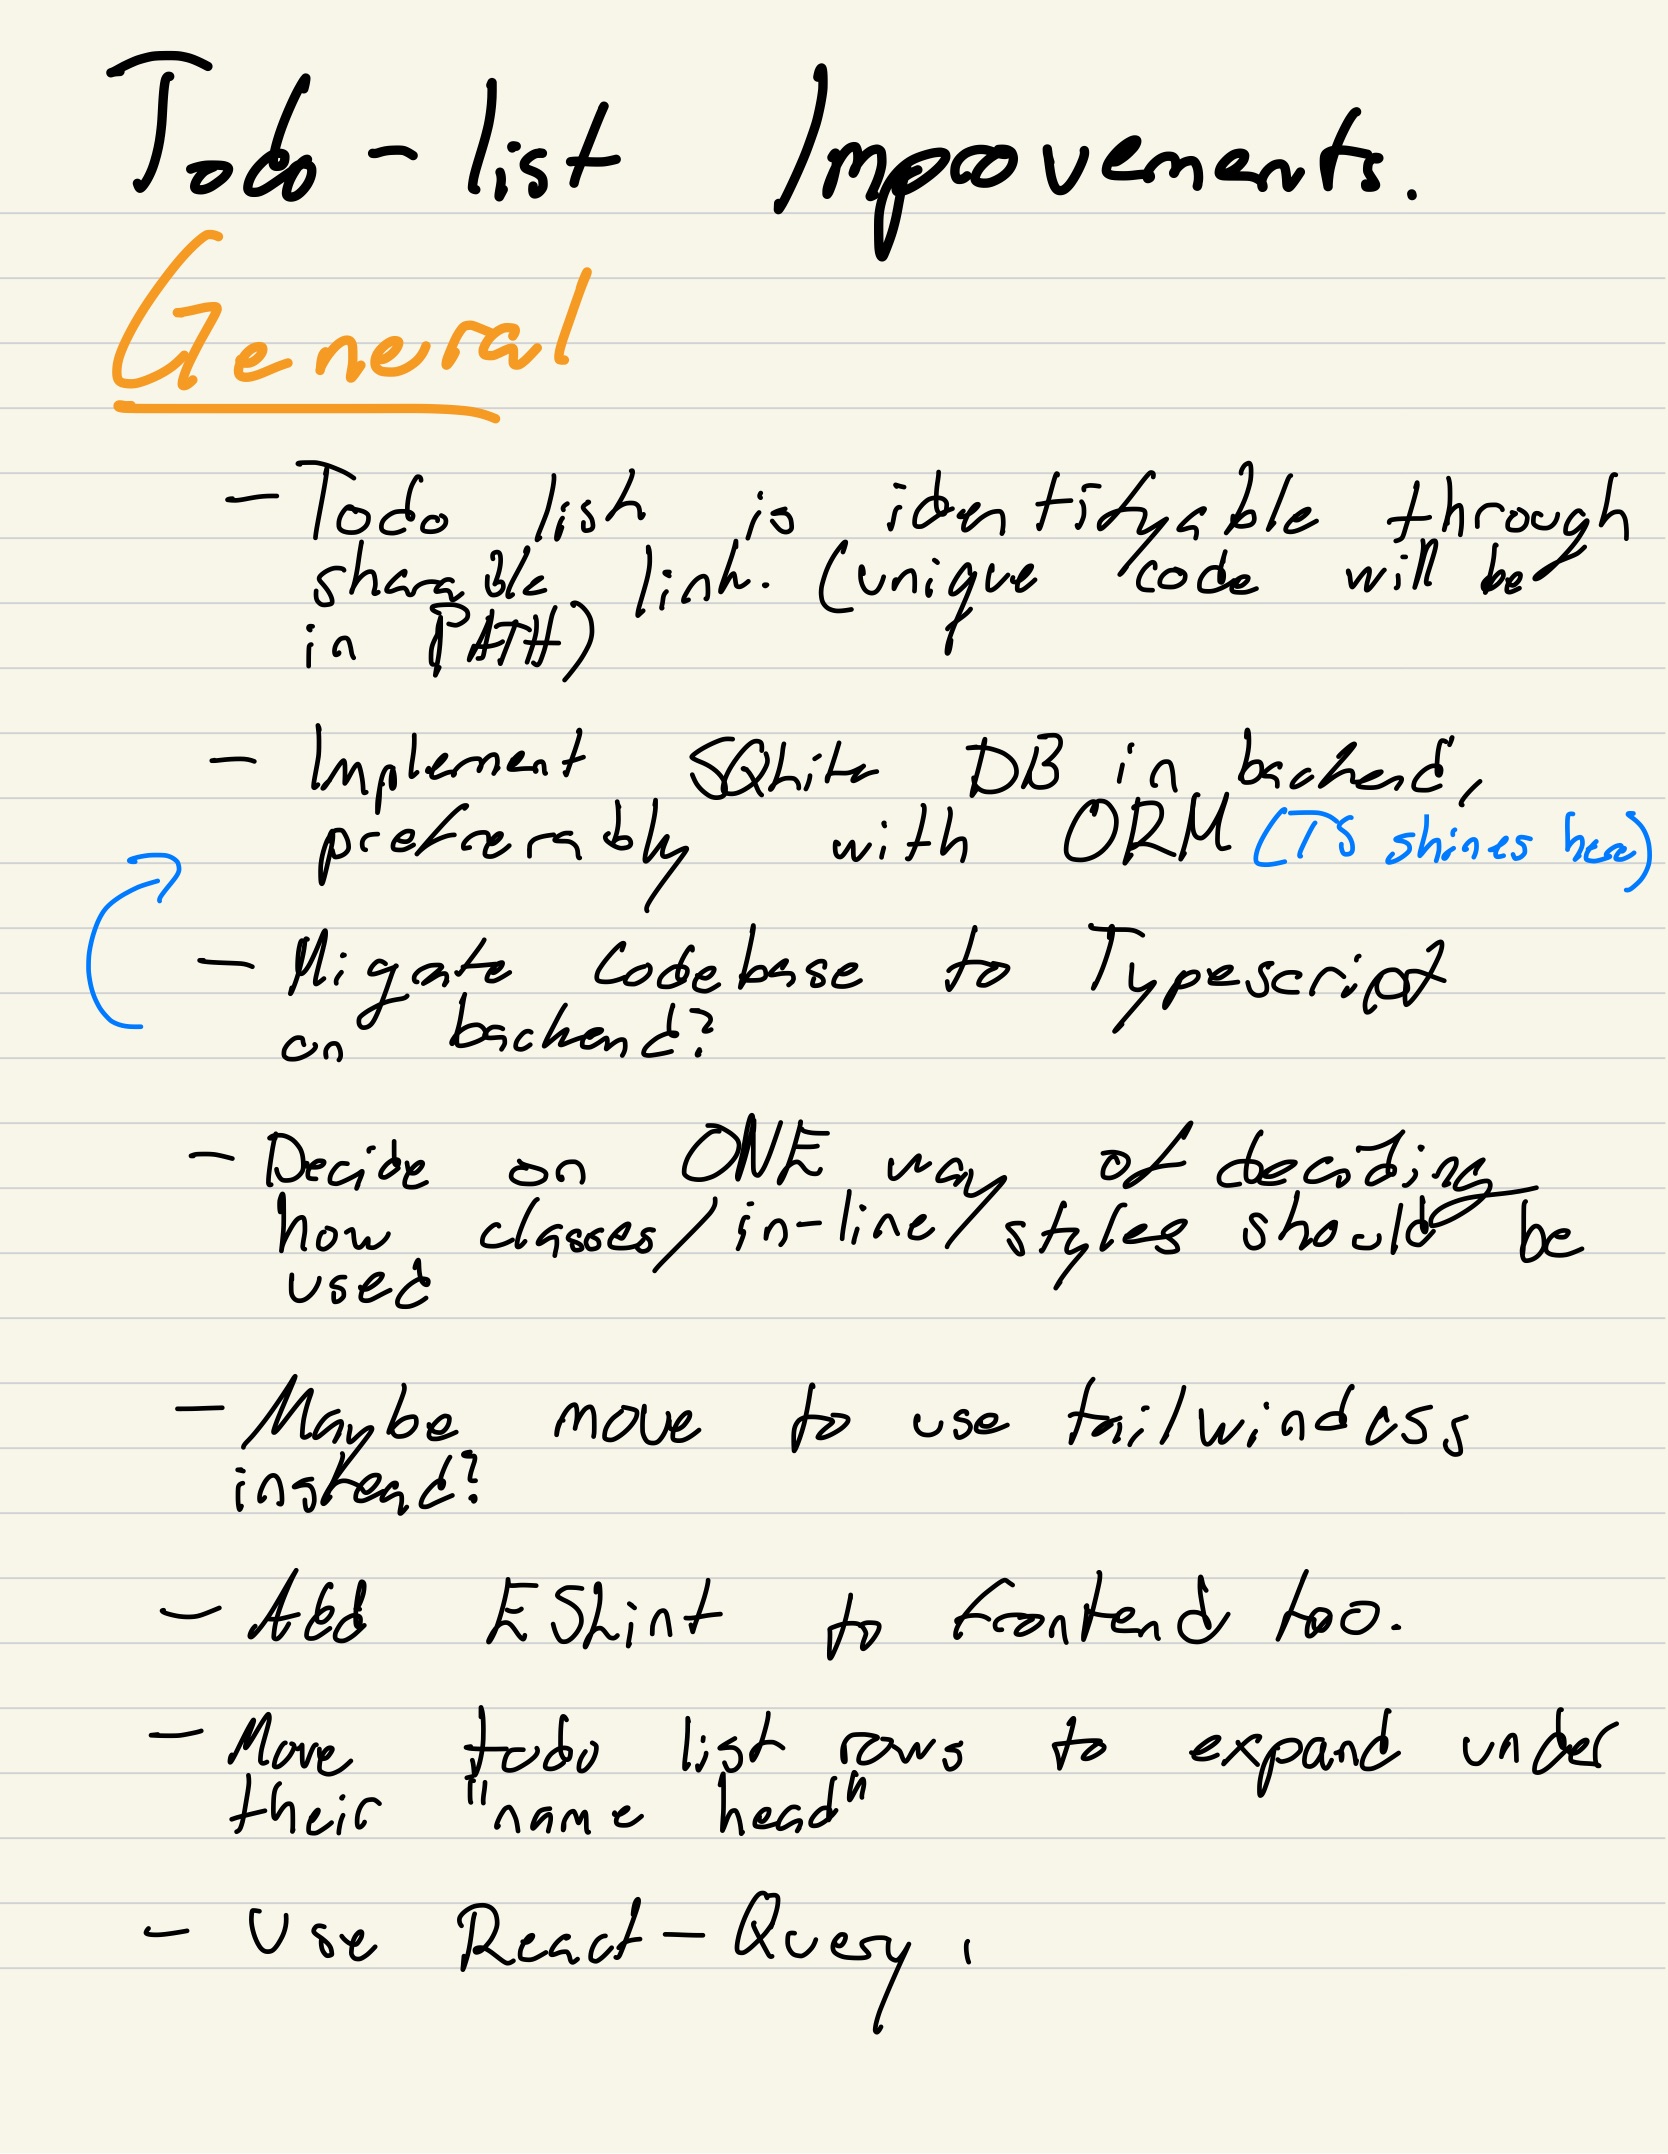 Todo-list Improvements.
General
- Todo list is identifyable through
sharable link. (unique code will be
in PATH)
- Implement SQLite DB in backend,
preferably with ORM (TS shines here)
- Migrate Codebase to Typescript
on backend?
- Decide on ONE way of decoding
how classes/in-line/styles should be
used
- Maybe move to use tailwindcss
instead?
- Add ESLint to frontend too.
- Move todo list rows to expand under
their "name head"
- Use React-Query,